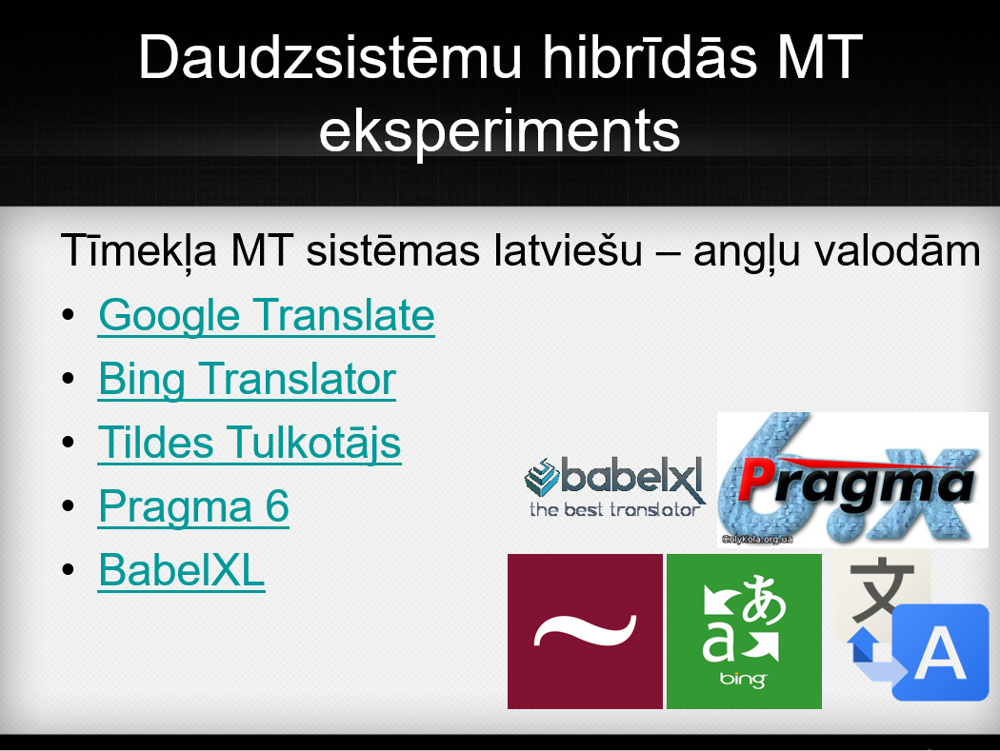 Daudzsistēmu hibrīdās MT
eksperiments
Tīmekļa MT sistēmas latviešu – angļu valodām
• Google Translate
• Bing Translator
• Tildes Tulkotājs
• Pragma 6
• BabelXL
babelxl
the best translator
6.x
Pragma
OnlyKola.org.ua
~
あ
a
bing
文
A